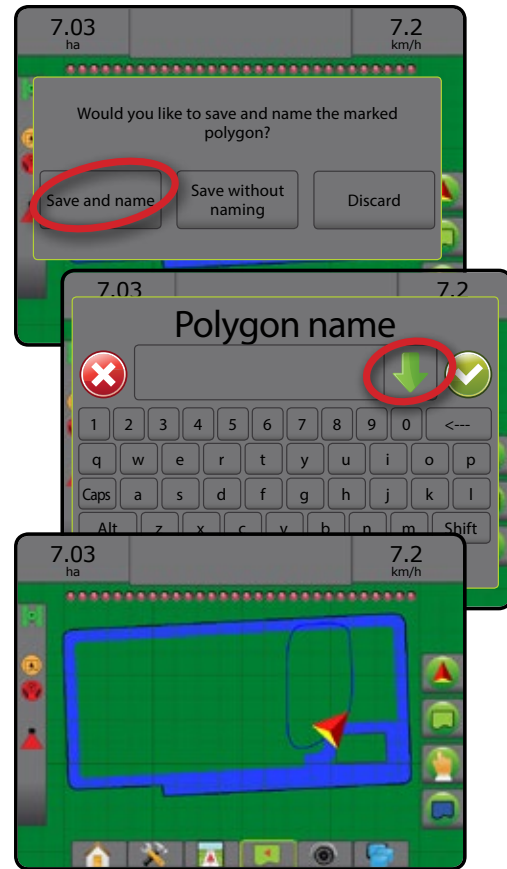 7.03 7.2
ha km/h
Would you like to save and name the marked
polygon?
Save and name
Save without
naming
Discard
7.03 7.2
Polygon name
1 2 3 4 5 6 7 8 9 0 <---
q w e r t y u i o p
Caps a s d f g h j k l
Alt z x c v b n m Shift
7.03 7.2
ha km/h